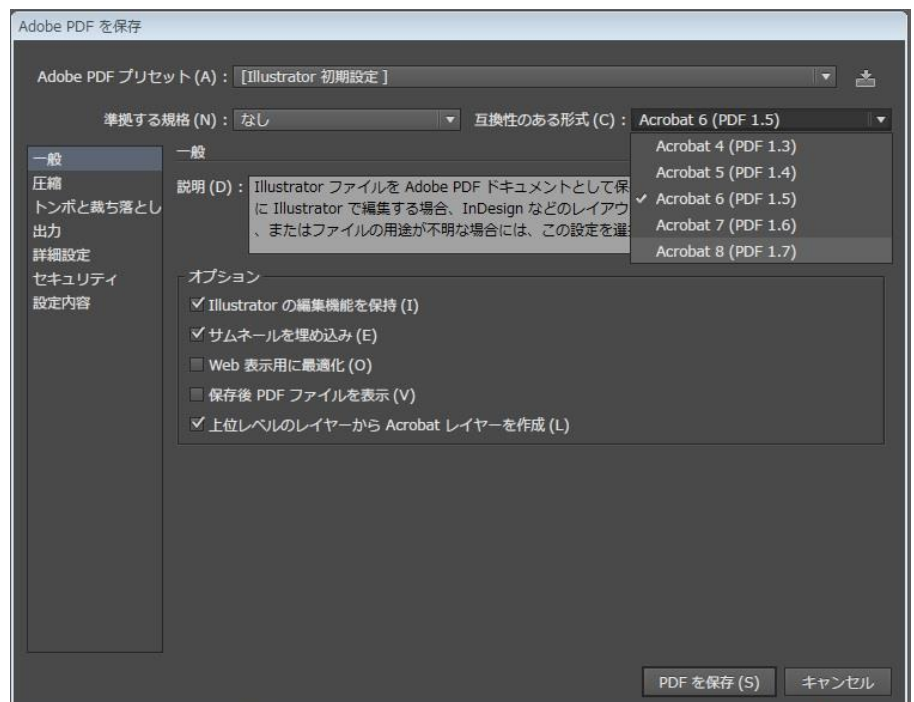 Adobe PDF を保存
Adobe PDF プリセット (A) : [Illustrator 初期設定 ]
準拠する規格 (N) : なし 互換性のある形式 (C) : Acrobat 6 (PDF 1.5)
Acrobat 4 (PDF 1.3)
Acrobat 5 (PDF 1.4)
Acrobat 6 (PDF 1.5)
Acrobat 7 (PDF 1.6)
Acrobat 8 (PDF 1.7)
一般
圧縮
トンボと裁ち落とし
出力
詳細設定
セキュリティ
設定内容
一般
説明 (D) : Illustrator ファイルを Adobe PDF ドキュメントとして保
に Illustrator で編集する場合、InDesign などのレイアウ
、またはファイルの用途が不明な場合には、この設定を選
オプション
Illustrator の編集機能を保持 (I)
サムネールを埋め込み (E)
Web 表示用に最適化 (O)
保存後 PDF ファイルを表示 (V)
上位レベルのレイヤーから Acrobat レイヤーを作成 (L)
PDF を保存 (S) キャンセル